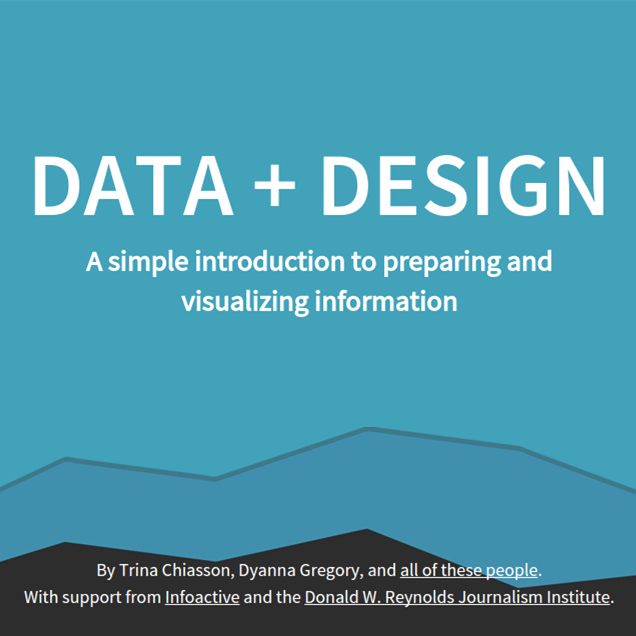 DATA + DESIGN
A simple introduction to preparing and
visualizing information
By Trina Chiasson, Dyanna Gregory, and all of these people.
With support from Infoactive and the Donald W. Reynolds Journalism Institute.